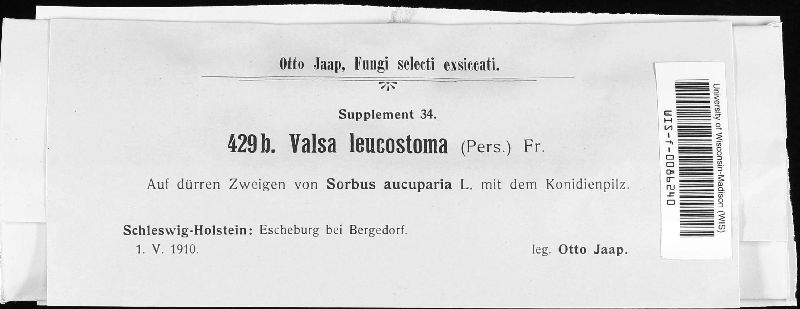 Otto Jaap, Fungi selecti exsiccati.
Supplement 34.
429b. Valsa leucostoma (Pers.) Fr.
Auf dürren Zweigen von Sorbus aucuparia L. mit dem Konidienpilz.
Schleswig-Holstein: Escheburg bei Bergedorf.
1. V. 1910.
leg. Otto Jaap.
University of Wisconsin-Madison (WIS)
WIS-f-0086240